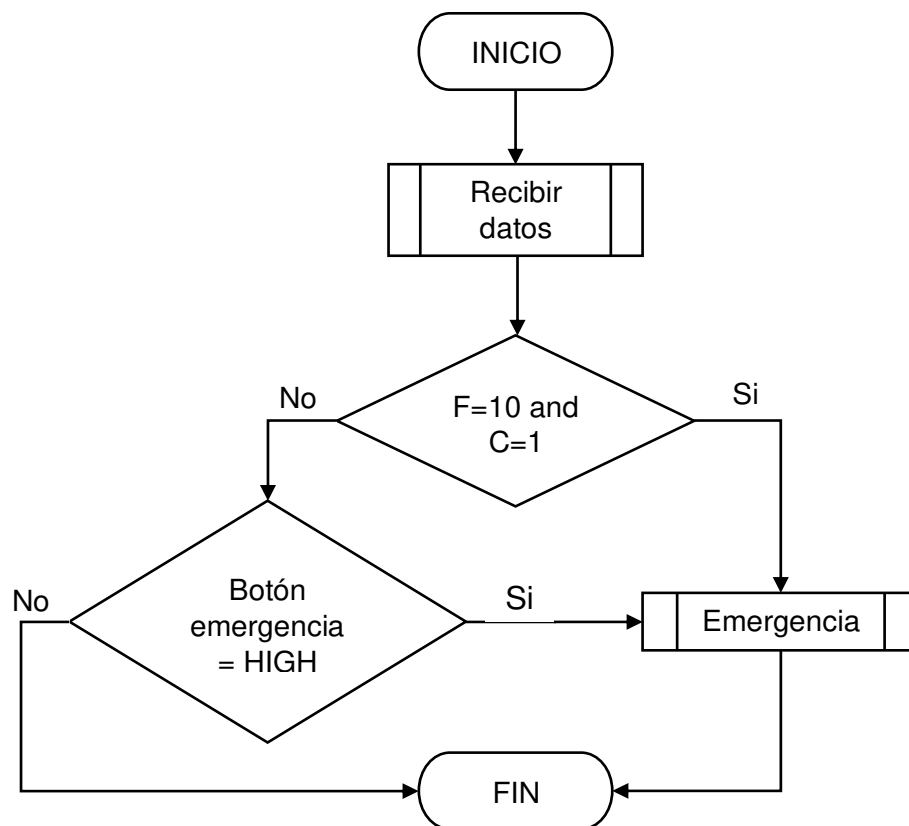 INICIO
Recibir
datos
F=10 and
C=1
No
Si
Botón
emergencia
= HIGH
No
Si
Emergencia
FIN